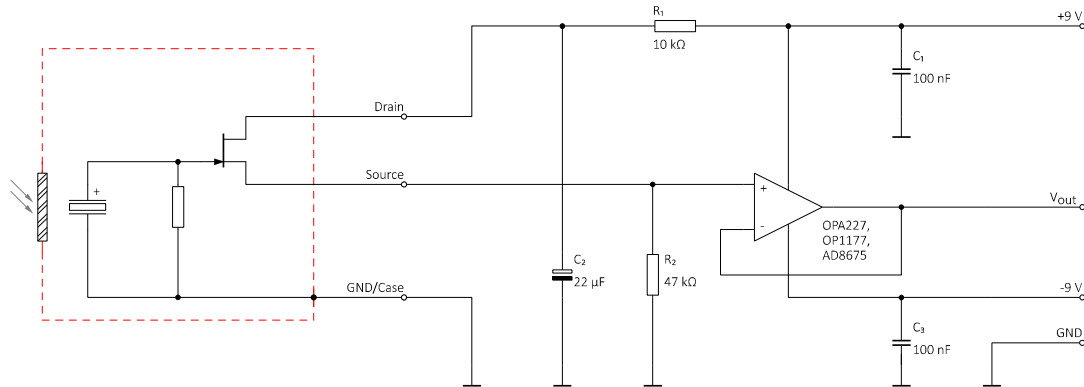 R₁
10 kΩ
+9 V
C₁
100 nF
Drain
+
Source
+
-
OPA227,
OP1177,
AD8675
Vout
C₂
22 µF
R₂
47 kΩ
GND/Case
-9 V
C₃
100 nF
GND